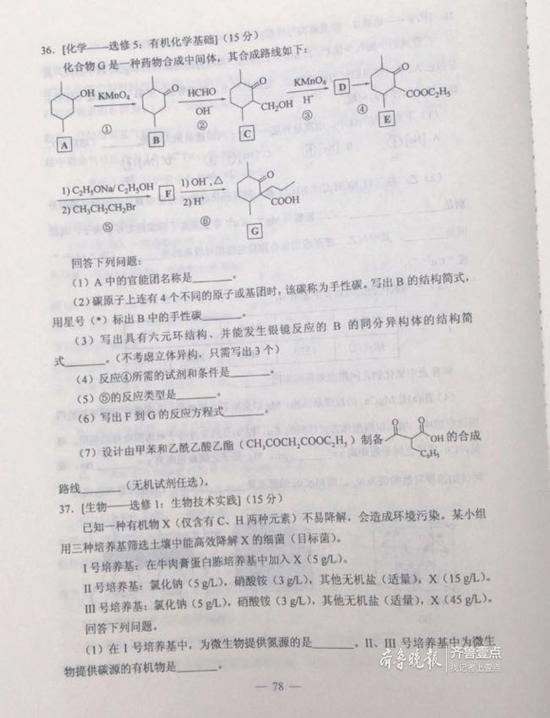 36. [化学——选修5：有机化学基础]（15分）
化合物G是一种药物合成中间体，其合成路线如下：
OH KMnO₄ ① O HCHO OH⁻ ② O CH₂OH KMnO₄ H⁺ ③ D ④ O COOC₂H₅
A B C E
1) C₂H₅ONa/ C₂H₅OH 2) CH₃CH₂CH₂Br ⑤ F 1) OH⁻,△ 2) H⁺ ⑥ O COOH
G
回答下列问题：
（1）A中的官能团名称是______。
（2）碳原子上连有4个不同的原子或基团时，该碳称为手性碳。写出B的结构简式，
用星号（*）标出B中的手性碳______。
（3）写出具有六元环结构、并能发生银镜反应的B的同分异构体的结构简
式______。（不考虑立体异构，只需写出3个）
（4）反应④所需的试剂和条件是______。
（5）⑤的反应类型是______。
（6）写出F到G的反应方程式______。
（7）设计由甲苯和乙酰乙酸乙酯（CH₃COCH₂COOC₂H₅）制备 O O OH C₆H₅ 的合成
路线______（无机试剂任选）。
37. [生物——选修1：生物技术实践]（15分）
已知一种有机物X（仅含有C、H两种元素）不易降解，会造成环境污染。某小组
用三种培养基筛选土壤中能高效降解X的细菌（目标菌）。
Ⅰ号培养基：在牛肉膏蛋白胨培养基中加入X（5 g/L）。
Ⅱ号培养基：氯化钠（5 g/L），硝酸铵（3 g/L），其他无机盐（适量），X（15 g/L）。
Ⅲ号培养基：氯化钠（5 g/L），硝酸铵（3 g/L），其他无机盐（适量），X（45 g/L）。
回答下列问题。
（1）在Ⅰ号培养基中，为微生物提供氮源的是______。Ⅱ、Ⅲ号培养基中为微生
物提供碳源的有机物是______。
齐鲁晚报 齐鲁壹点
找记者上壹点
— 78 —